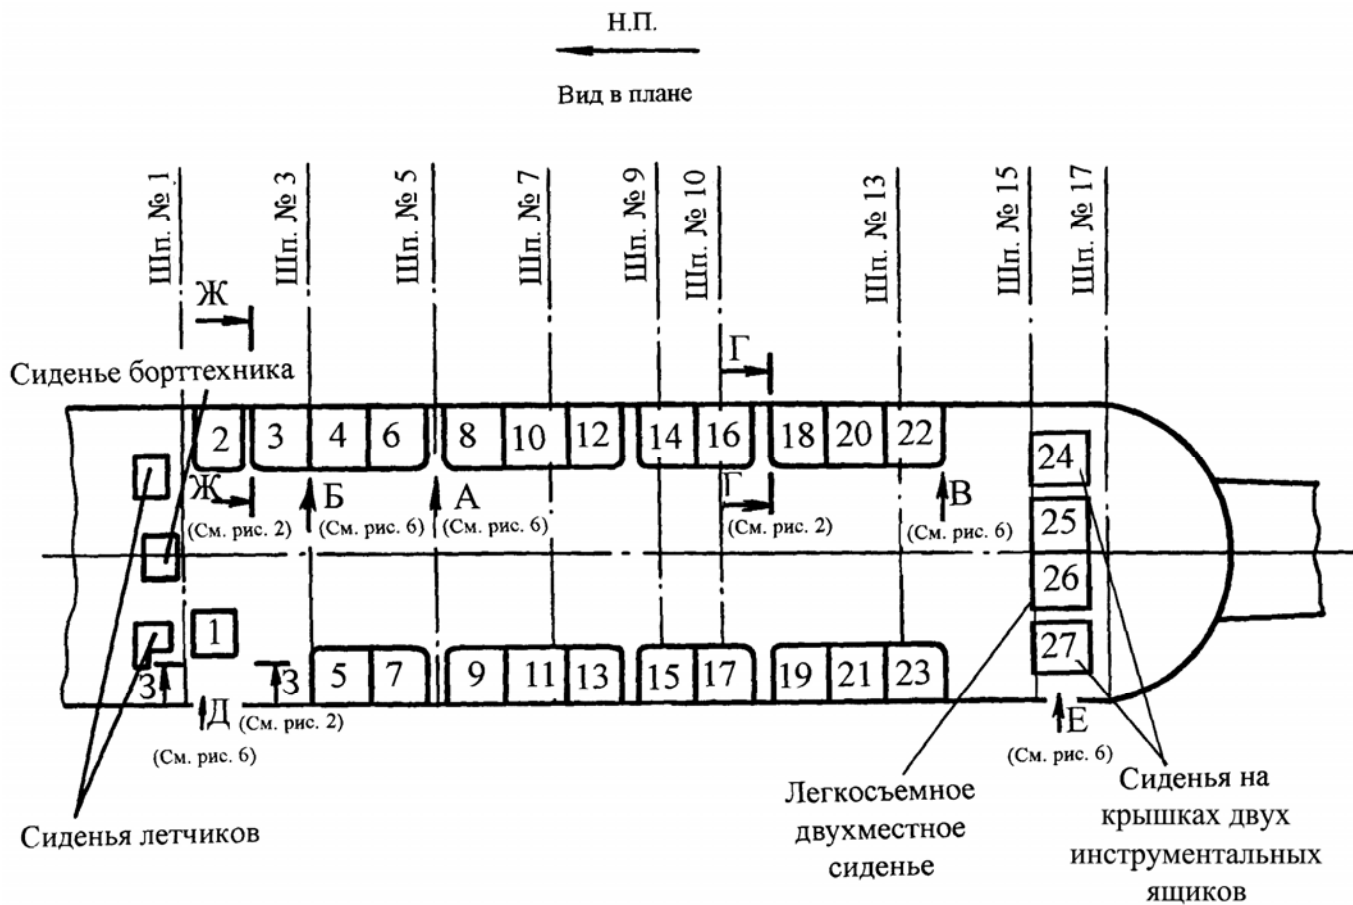 Н.П.
Вид в плане
Шп. № 1
Шп. № 3
Шп. № 5
Шп. № 7
Шп. № 9
Шп. № 10
Шп. № 13
Шп. № 15
Шп. № 17
Ж
Г
Сиденье борттехника
2 3 4 6 8 10 12 14 16 18 20 22 24
Ж Б А Г В
(См. рис. 2) (См. рис. 6) (См. рис. 6) (См. рис. 2) (См. рис. 6)
25
26
1
27
З З 5 7 9 11 13 15 17 19 21 23
Д (См. рис. 2) Е
(См. рис. 6) (См. рис. 6)
Сиденья летчиков
Легкосъемное
двухместное
сиденье
Сиденья на
крышках двух
инструментальных
ящиков